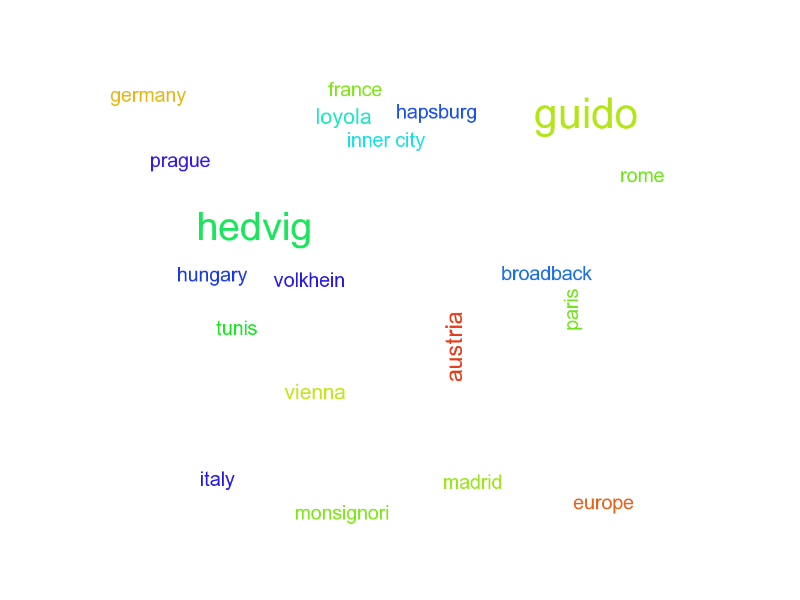 france
germany
hapsburg
guido
loyola
inner city
prague
rome
hedvig
broadback
hungary
volkhein
paris
tunis
austria
vienna
italy
madrid
europe
monsignori